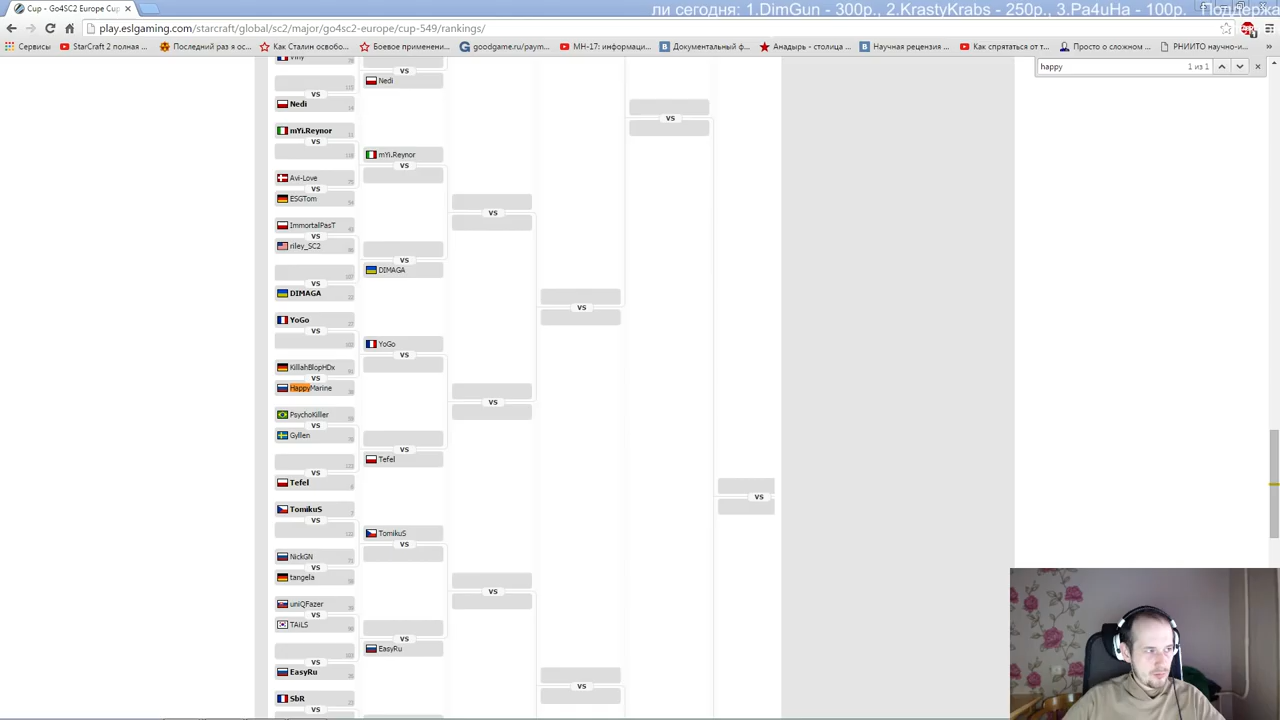 Cup - Go4SC2 Europe Cup
ли сегодня: 1.DimGun - 300р., 2.KrastyKrabs - 250р., 3.Pa4uHa - 100р. Поддержа
play.eslgaming.com/starcraft/global/sc2/major/go4sc2-europe/cup-549/rankings/
Сервисы StarCraft 2 полная ... Последний раз я ос... Как Сталин освобо... Боевое применени... goodgame.ru/paym... МН-17: информаци... Документальный ф... Анадырь - столица ... Научная рецензия ... Как спрятаться от т... Просто о сложном ... РНИИТО научно-и...
happy 1 из 1
Viny
VS
Nedi
VS
Nedi
VS
mYi.Reynor
VS
mYi.Reynor
VS
Avi-Love
VS
ESGTom
VS
ImmortalPasT
VS
riley_SC2
VS
DIMAGA
VS
DIMAGA
VS
YoGo
VS
YoGo
VS
KillahBlopHDx
VS
HappyMarine
VS
PsychoKiller
VS
Gyllen
VS
Tefel
VS
Tefel
VS
TomikuS
VS
TomikuS
VS
NickGN
VS
tangela
VS
uniQFazer
VS
TAiLS
VS
EasyRu
VS
EasyRu
VS
SbR
VS